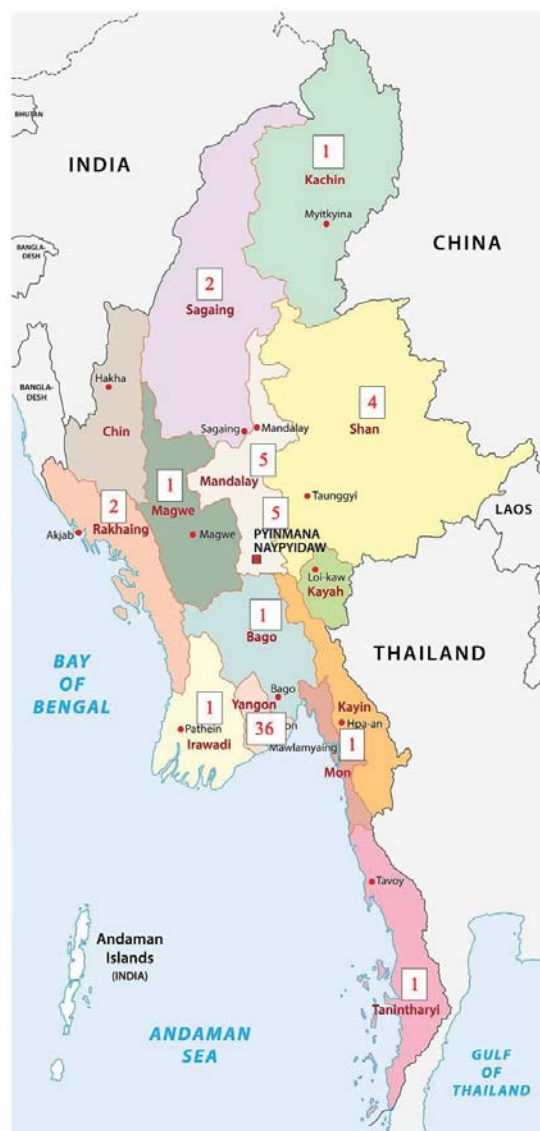 BHUTAN
INDIA
1
Kachin
Myitkyina
CHINA
BANGLA-
DESH
2
Sagaing
BANGLA-
DESH
Hakha
Chin
Sagaing
Mandalay
4
Shan
5
Mandalay
1
Magwe
Magwe
5
PYINMANA
NAYPYIDAW
Taunggyi
LAOS
2
Rakhaing
Akjab
Loi-kaw
Kayah
1
Bago
THAILAND
BAY
OF
BENGAL
1
Pathein
Irawadi
Bago
Yangon
36
on
Mawlamyaing
Kayin
Hpa-an
1
Mon
Tavoy
Andaman
Islands
(INDIA)
1
Tanintharyi
ANDAMAN
SEA
GULF
OF
THAILAND